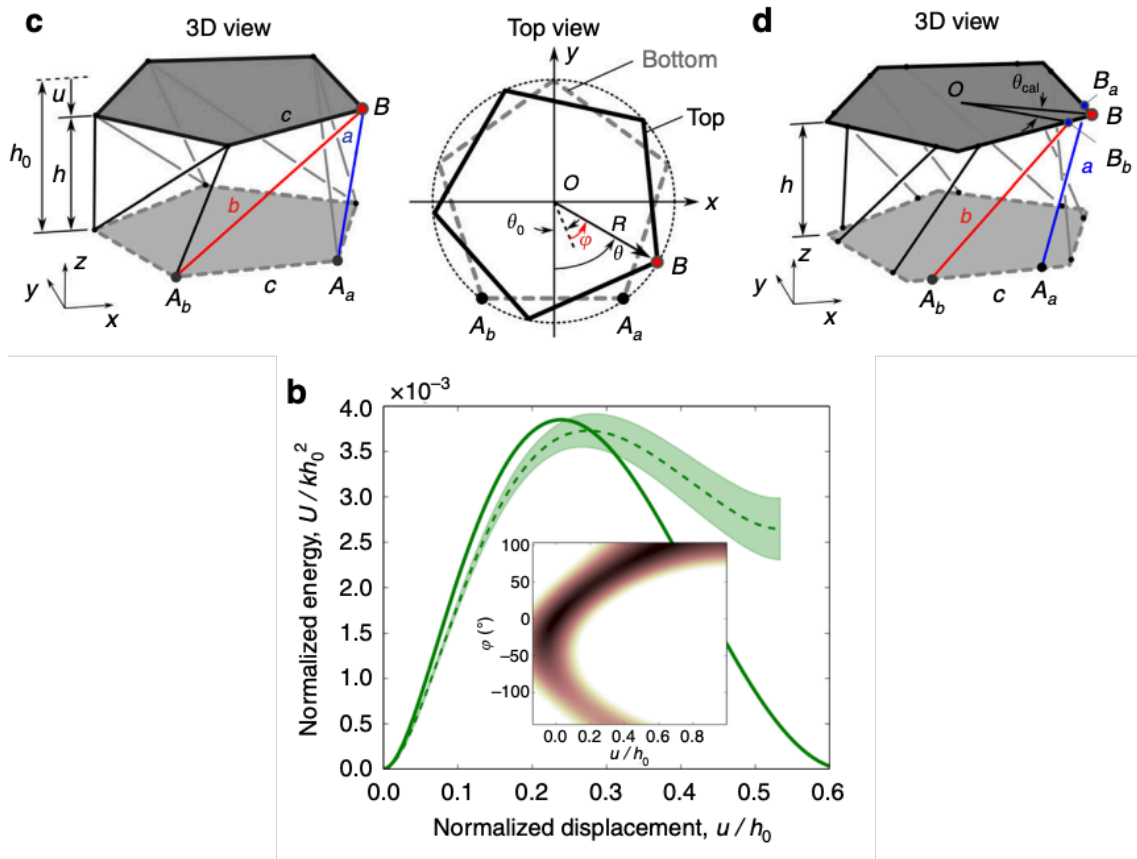 c
3D view
Top view
d
3D view
u
h0
h
c
B
a
b
Ab
c
Aa
z
y
x
y
Bottom
Top
O
x
θ0
φ
R
θ
B
Ab
Aa
O
θcal
Ba
B
Bb
a
h
b
z
y
x
Ab
c
Aa
b
×10−3
4.0
3.5
3.0
2.5
2.0
1.5
1.0
0.5
0.0
Normalized energy, U / kh0²
100
50
0
−50
−100
φ (°)
0.0 0.2 0.4 0.6 0.8
u / h0
0.0 0.1 0.2 0.3 0.4 0.5 0.6
Normalized displacement, u / h0